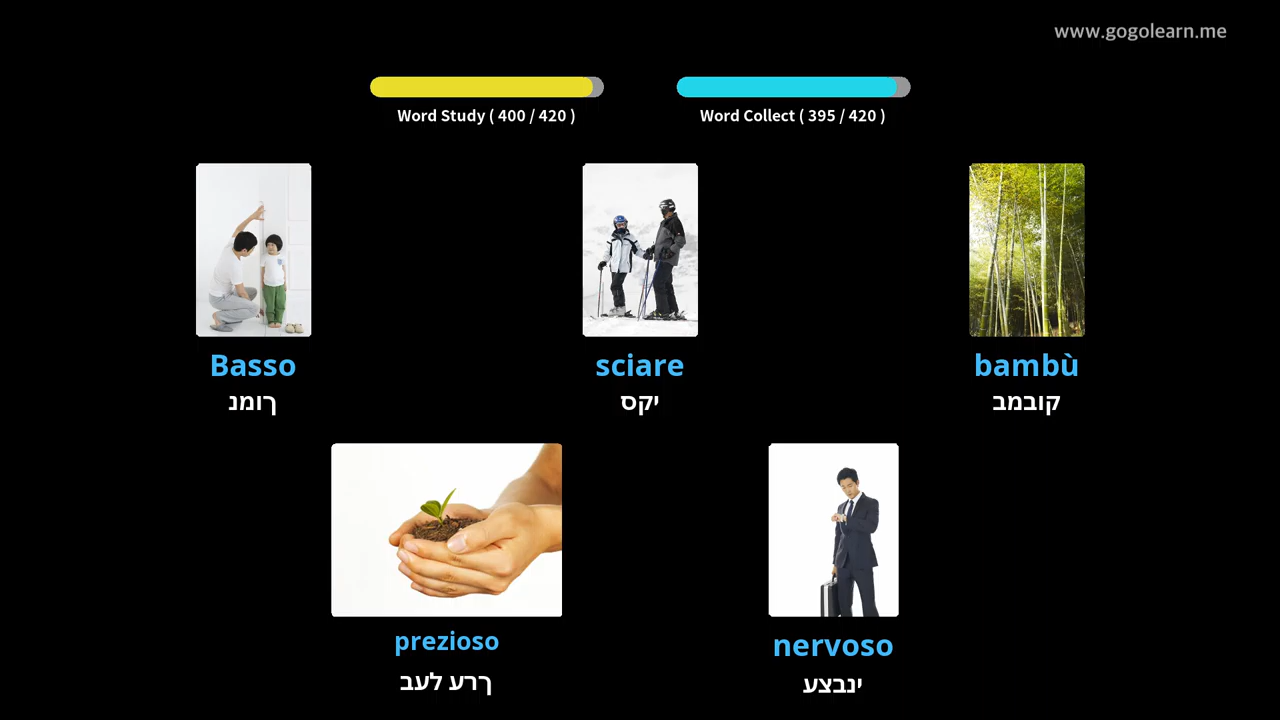 www.gogolearn.me
Word Study ( 400 / 420 )
Word Collect ( 395 / 420 )
Basso
ךומנ
sciare
יקס
bambù
קובמב
prezioso
ךרע לעב
nervoso
ינבצע